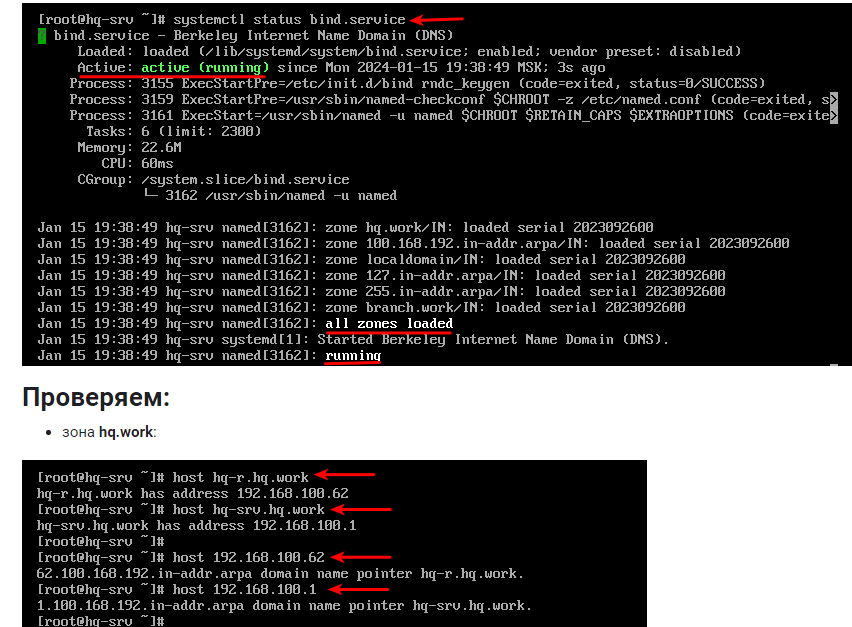 [root@hq-srv ~]# systemctl status bind.service
bind.service - Berkeley Internet Name Domain (DNS)
Loaded: loaded (/lib/systemd/system/bind.service; enabled; vendor preset: disabled)
Active: active (running) since Mon 2024-01-15 19:38:49 MSK; 3s ago
Process: 3155 ExecStartPre=/etc/init.d/bind rndc_keygen (code=exited, status=0/SUCCESS)
Process: 3159 ExecStartPre=/usr/sbin/named-checkconf $CHROOT -z /etc/named.conf (code=exited, s>
Process: 3161 ExecStart=/usr/sbin/named -u named $CHROOT $RETAIN_CAPS $EXTRAOPTIONS (code=exite>
Tasks: 6 (limit: 2300)
Memory: 22.6M
CPU: 60ms
CGroup: /system.slice/bind.service
└─ 3162 /usr/sbin/named -u named
Jan 15 19:38:49 hq-srv named[3162]: zone hq.work/IN: loaded serial 2023092600
Jan 15 19:38:49 hq-srv named[3162]: zone 100.168.192.in-addr.arpa/IN: loaded serial 2023092600
Jan 15 19:38:49 hq-srv named[3162]: zone localdomain/IN: loaded serial 2023092600
Jan 15 19:38:49 hq-srv named[3162]: zone 127.in-addr.arpa/IN: loaded serial 2023092600
Jan 15 19:38:49 hq-srv named[3162]: zone 255.in-addr.arpa/IN: loaded serial 2023092600
Jan 15 19:38:49 hq-srv named[3162]: zone branch.work/IN: loaded serial 2023092600
Jan 15 19:38:49 hq-srv named[3162]: all zones loaded
Jan 15 19:38:49 hq-srv systemd[1]: Started Berkeley Internet Name Domain (DNS).
Jan 15 19:38:49 hq-srv named[3162]: running
Проверяем:
• зона hq.work:
[root@hq-srv ~]# host hq-r.hq.work
hq-r.hq.work has address 192.168.100.62
[root@hq-srv ~]# host hq-srv.hq.work
hq-srv.hq.work has address 192.168.100.1
[root@hq-srv ~]#
[root@hq-srv ~]# host 192.168.100.62
62.100.168.192.in-addr.arpa domain name pointer hq-r.hq.work.
[root@hq-srv ~]# host 192.168.100.1
1.100.168.192.in-addr.arpa domain name pointer hq-srv.hq.work.
[root@hq-srv ~]#